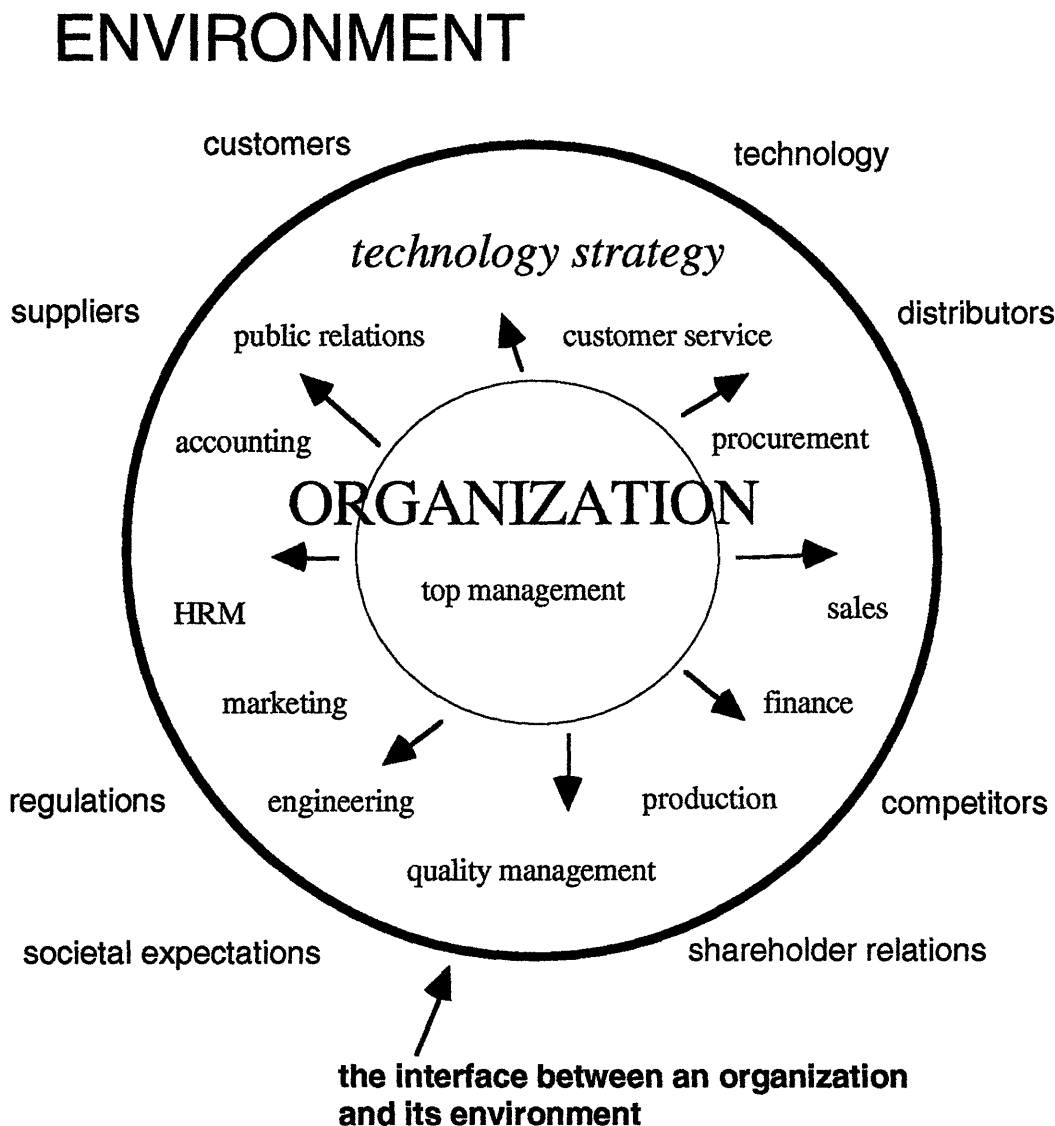 ENVIRONMENT
customers
technology
technology strategy
suppliers
distributors
public relations
customer service
accounting
procurement
ORGANIZATION
top management
HRM
sales
marketing
finance
regulations
engineering
production
competitors
quality management
societal expectations
shareholder relations
the interface between an organization
and its environment